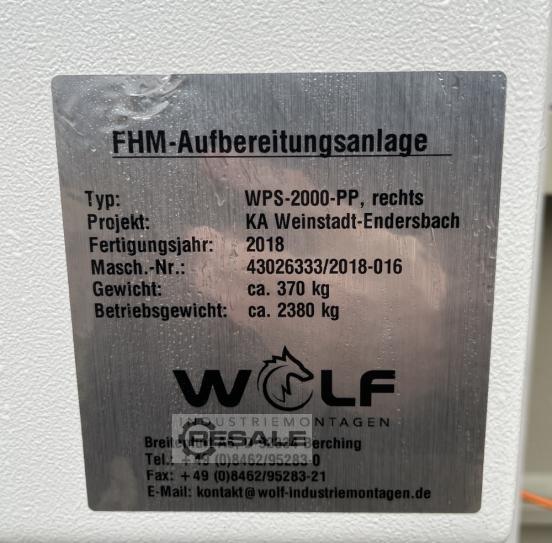 FHM-Aufbereitungsanlage
Typ: WPS-2000-PP, rechts
Projekt: KA Weinstadt-Endersbach
Fertigungsjahr: 2018
Masch.-Nr.: 43026333/2018-016
Gewicht: ca. 370 kg
Betriebsgewicht: ca. 2380 kg
WOLF
INDUSTRIEMONTAGEN
RESALE
Berching
Tel.: +49 (0)8462/95283-0
Fax: +49 (0)8462/95283-21
E-Mail: kontakt@wolf-industriemontagen.de